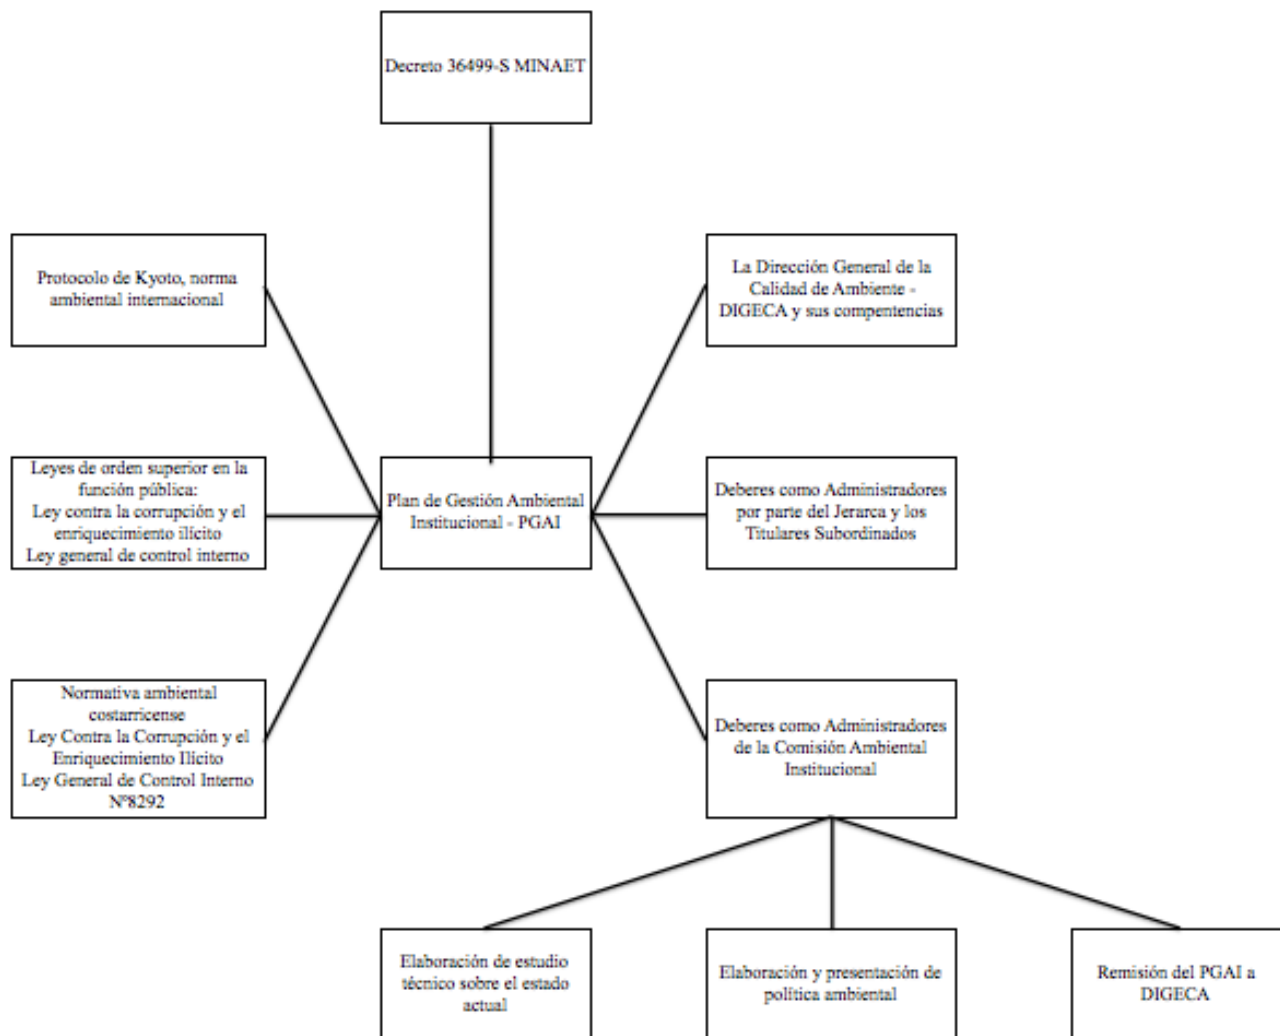 Decreto 36499-S MINAET
Protocolo de Kyoto, norma
ambiental internacional
La Dirección General de la
Calidad de Ambiente -
DIGECA y sus compentencias
Leyes de orden superior en la
función pública:
Ley contra la corrupción y el
enriquecimiento ilícito
Ley general de control interno
Plan de Gestión Ambiental
Institucional - PGAI
Deberes como Administradores
por parte del Jerarca y los
Titulares Subordinados
Normativa ambiental
costarricense
Ley Contra la Corrupción y el
Enriquecimiento Ilícito
Ley General de Control Interno
Nº8292
Deberes como Administradores
de la Comisión Ambiental
Institucional
Elaboración de estudio
técnico sobre el estado
actual
Elaboración y presentación de
política ambiental
Remisión del PGAI a
DIGECA